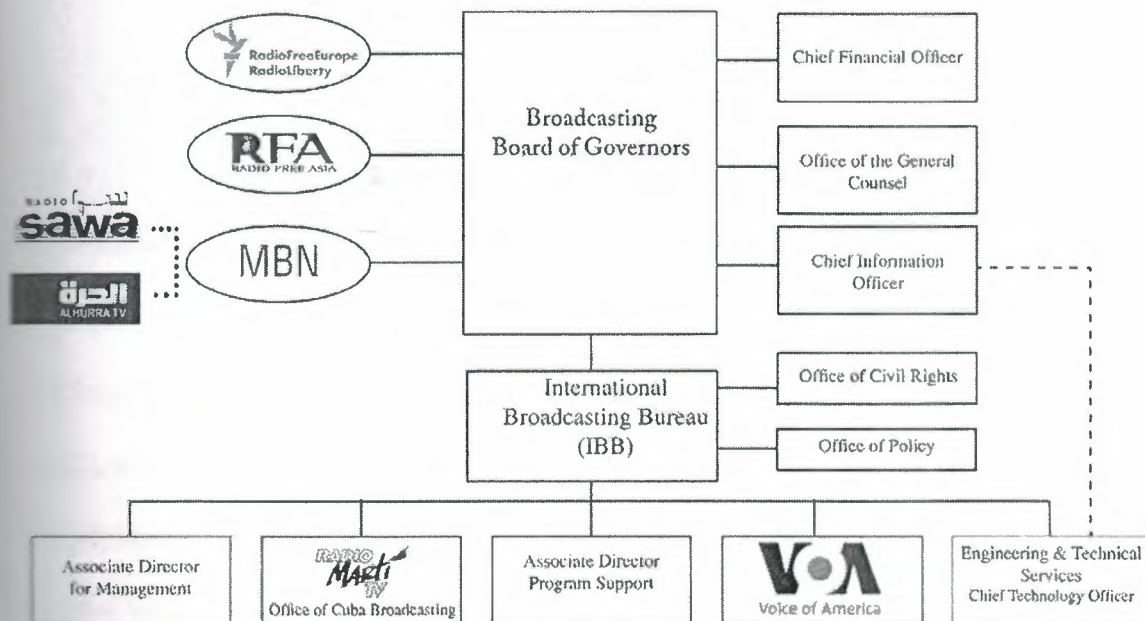 RadioFreeEurope
RadioLiberty
RFA
RADIO FREE ASIA
RADIO سوا
sawa
الحرة
ALHURRA TV
MBN
Broadcasting
Board of Governors
Chief Financial Officer
Office of the General
Counsel
Chief Information
Officer
International
Broadcasting Bureau
(IBB)
Office of Civil Rights
Office of Policy
Associate Director
for Management
RADIO
Martí
TV
Office of Cuba Broadcasting
Associate Director
Program Support
VOA
Voice of America
Engineering & Technical
Services
Chief Technology Officer